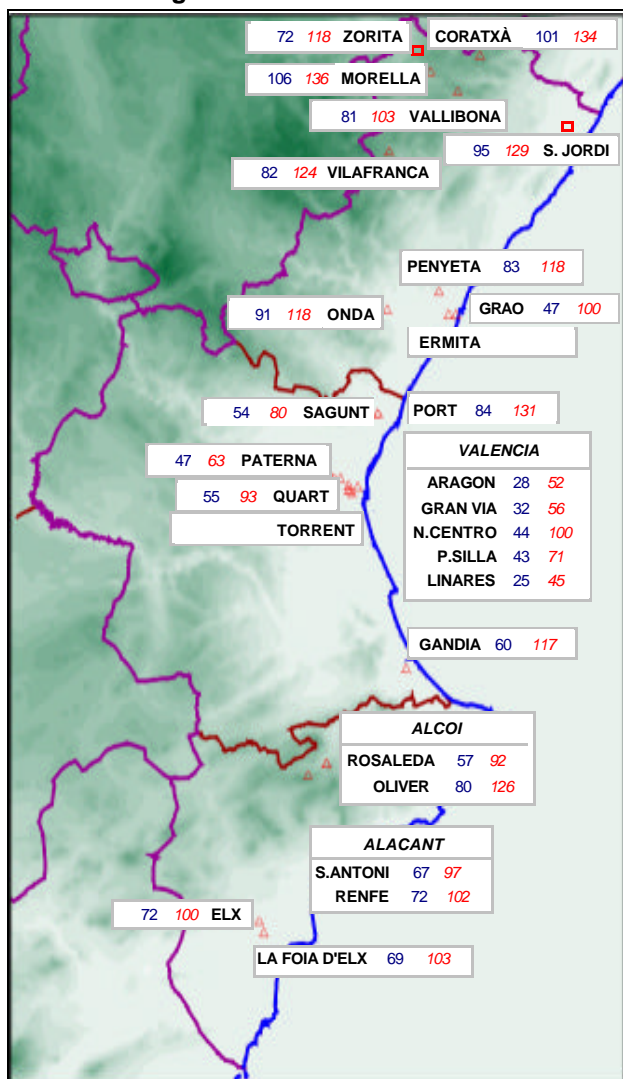 72 118 ZORITA
CORATXÀ 101 134
106 136 MORELLA
81 103 VALLIBONA
95 129 S. JORDI
82 124 VILAFRANCA
PENYETA 83 118
91 118 ONDA
GRAO 47 100
ERMITA
54 80 SAGUNT
PORT 84 131
47 63 PATERNA
55 93 QUART
TORRENT
VALENCIA
ARAGON 28 52
GRAN VIA 32 56
N.CENTRO 44 100
P.SILLA 43 71
LINARES 25 45
GANDIA 60 117
ALCOI
ROSALEDA 57 92
OLIVER 80 126
ALACANT
S.ANTONI 67 97
RENFE 72 102
72 100 ELX
LA FOIA D'ELX 69 103